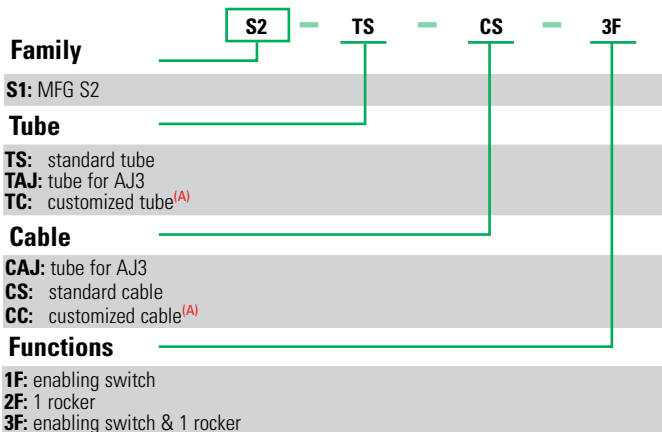 S2 – TS – CS – 3F
Family
S1: MFG S2
Tube
TS: standard tube
TAJ: tube for AJ3
TC: customized tube(A)
Cable
CAJ: tube for AJ3
CS: standard cable
CC: customized cable(A)
Functions
1F: enabling switch
2F: 1 rocker
3F: enabling switch & 1 rocker